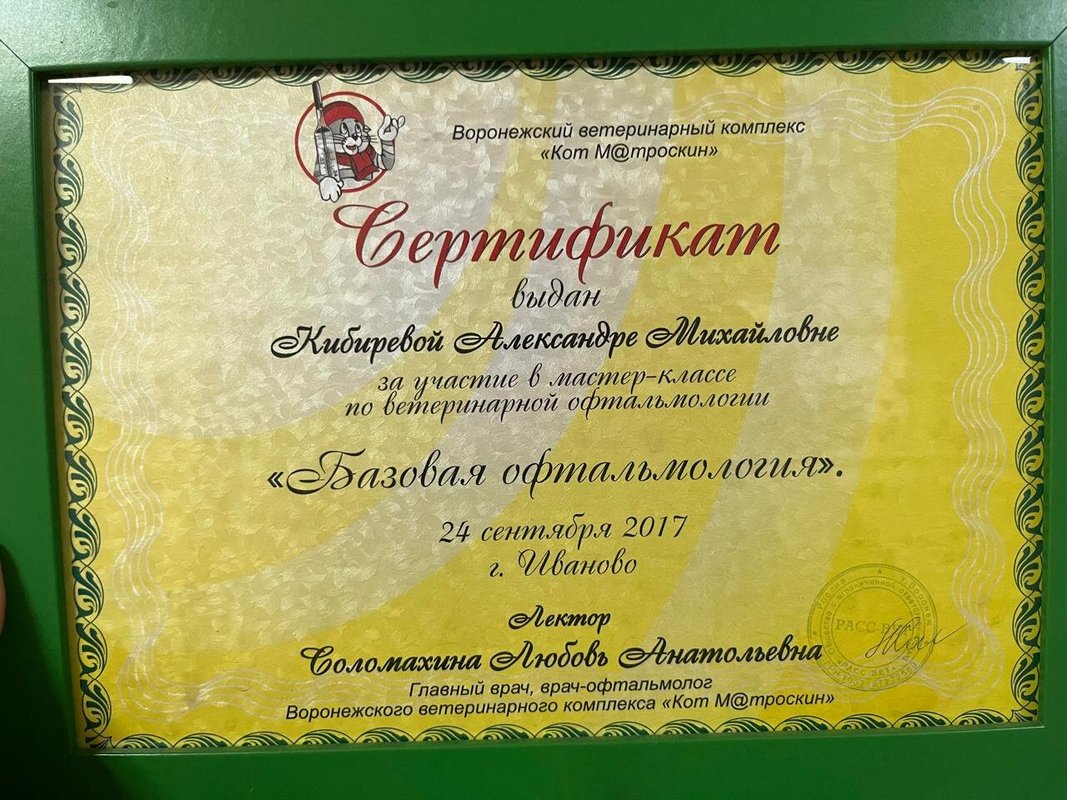 Воронежский ветеринарный комплекс
«Кот М@троскин»
Сертификат
выдан
Кибиревой Александре Михайловне
за участие в мастер-классе
по ветеринарной офтальмологии
«Базовая офтальмология».
24 сентября 2017
г. Иваново
Лектор
Соломахина Любовь Анатольевна
Главный врач, врач-офтальмолог
Воронежского ветеринарного комплекса «Кот М@троскин»